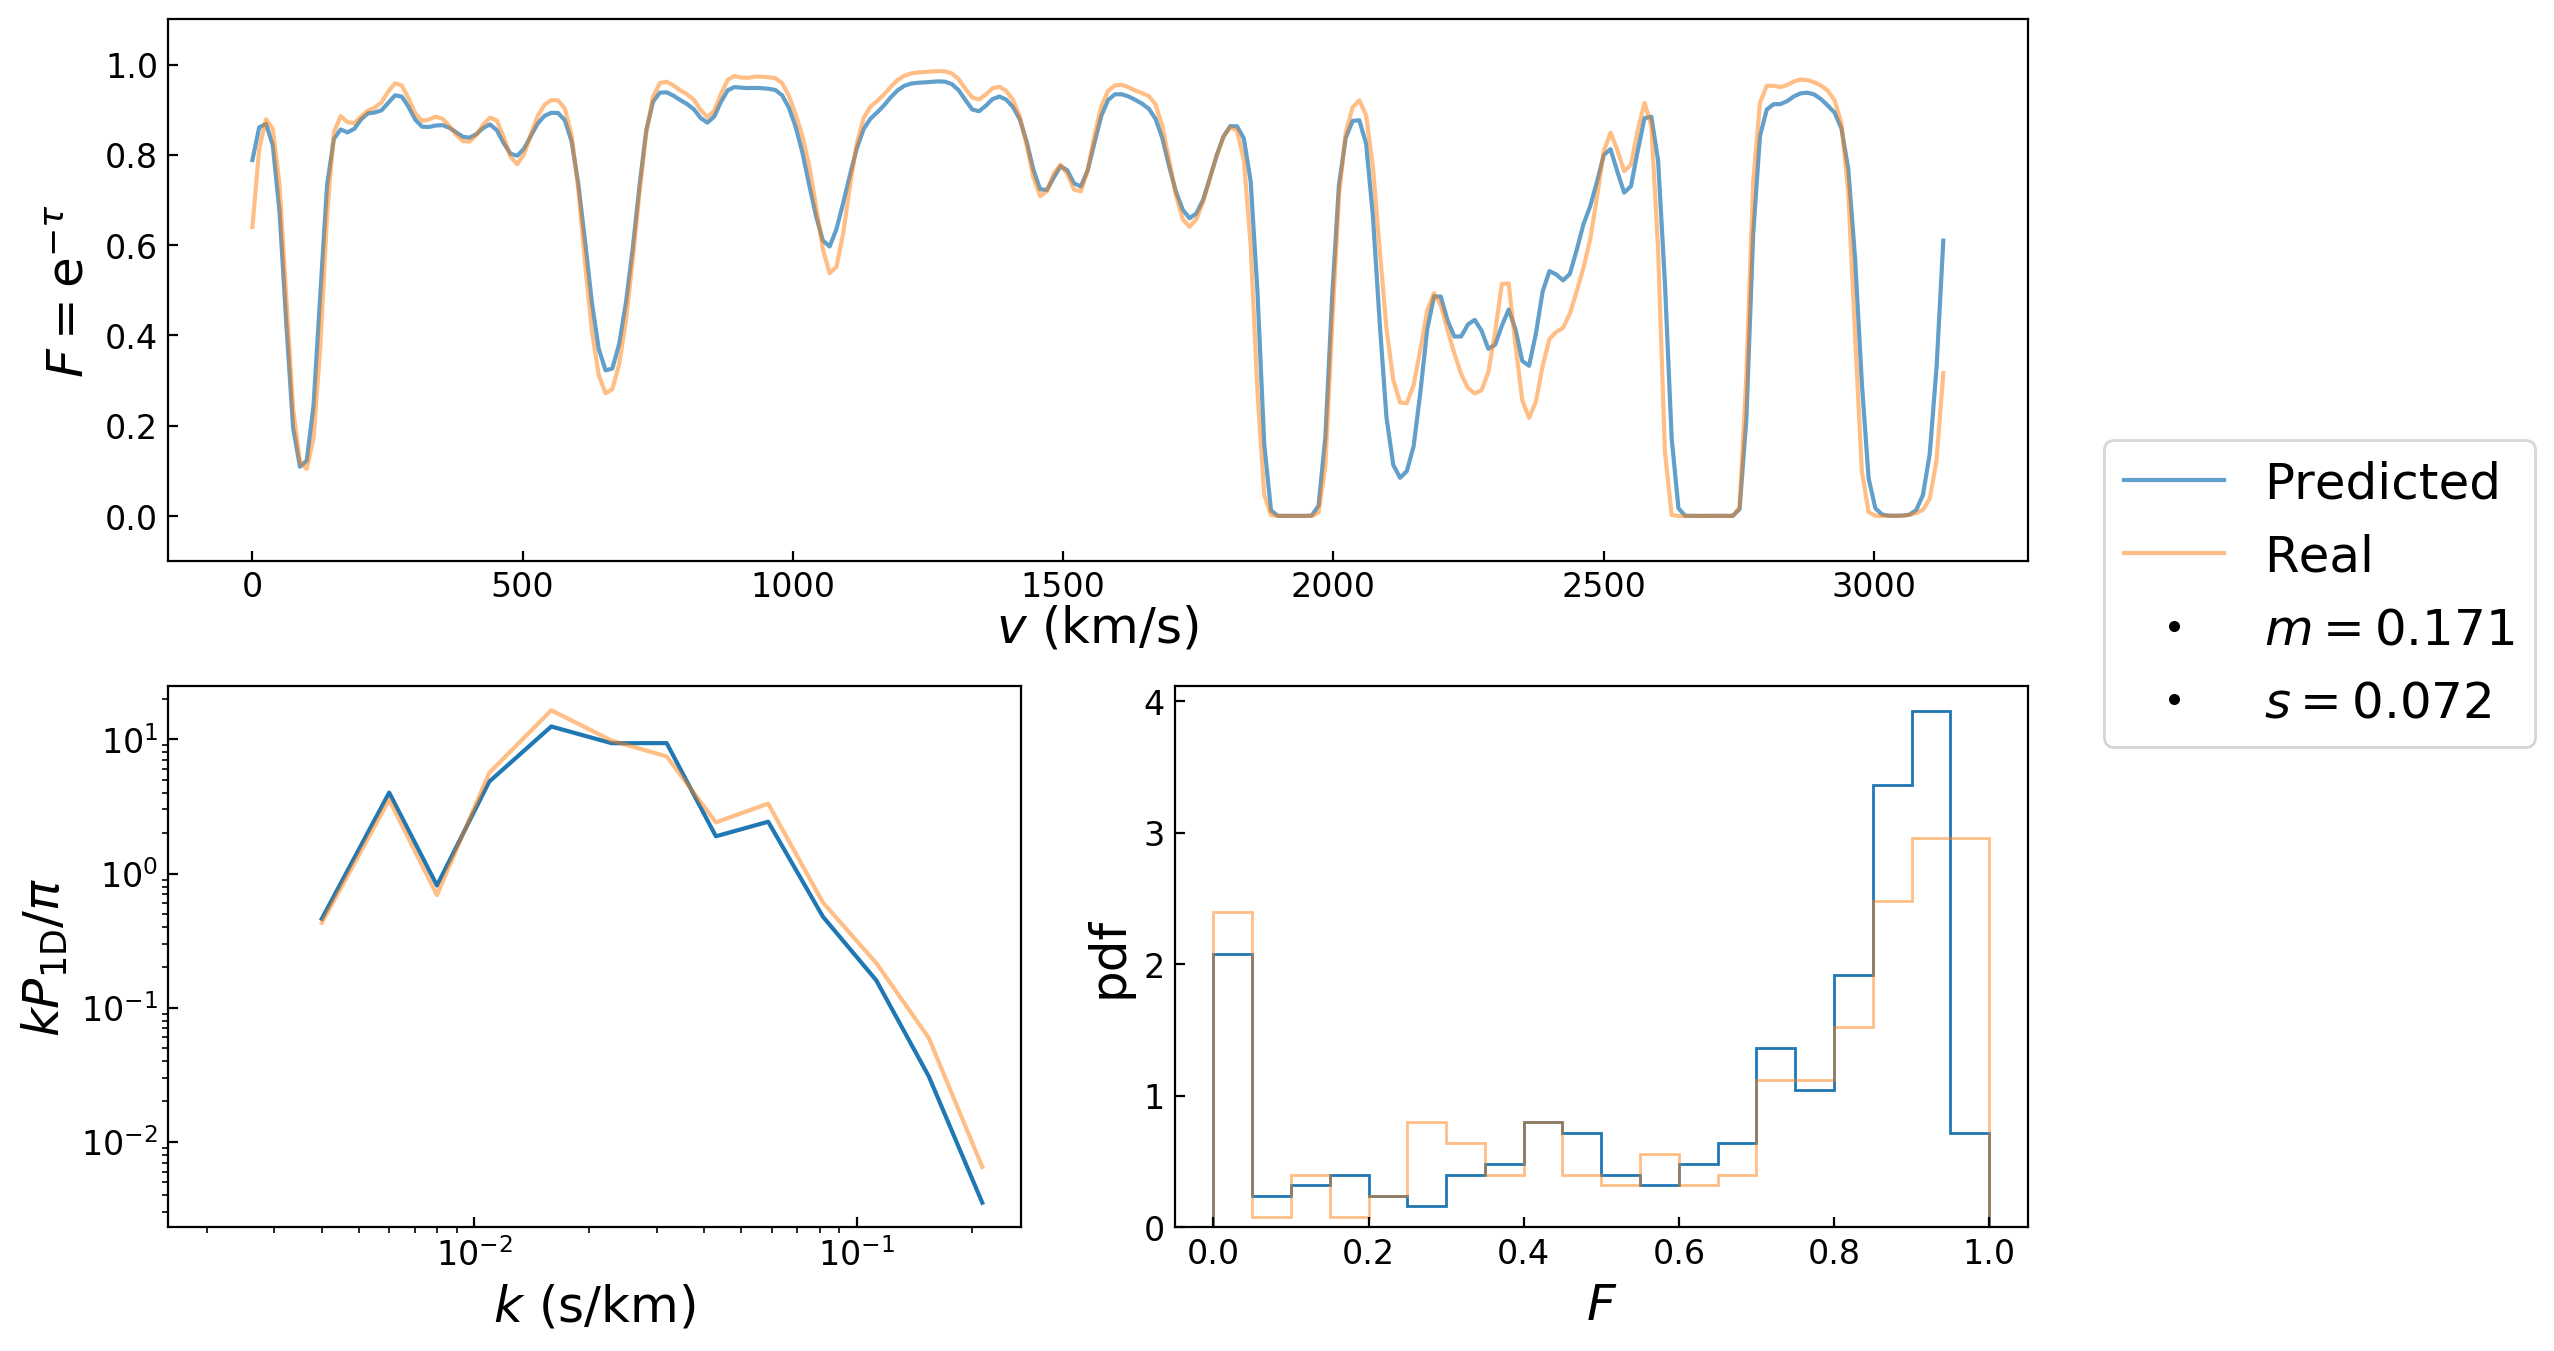 1.0
0.8
0.6
0.4
0.2
0.0
F = e^{−τ}
0 500 1000 1500 2000 2500 3000
v (km/s)
Predicted
Real
m = 0.171
s = 0.072
10^1
10^0
10^{−1}
10^{−2}
kP_{1D}/π
10^{−2} 10^{−1}
k (s/km)
4
3
2
1
0
pdf
0.0 0.2 0.4 0.6 0.8 1.0
F